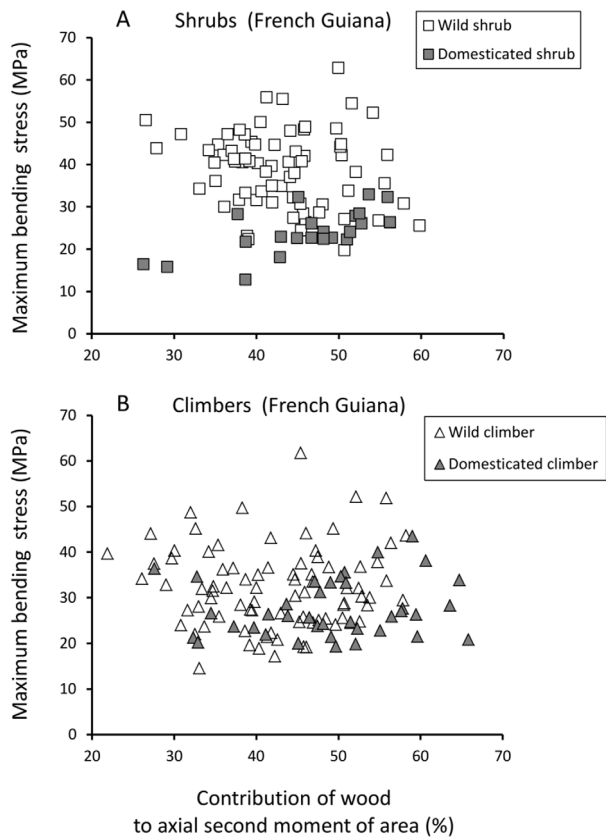 A Shrubs (French Guiana)
Wild shrub
Domesticated shrub
Maximum bending stress (MPa)
70
60
50
40
30
20
10
0
20 30 40 50 60 70
B Climbers (French Guiana)
Wild climber
Domesticated climber
Maximum bending stress (MPa)
70
60
50
40
30
20
10
0
20 30 40 50 60 70
Contribution of wood
to axial second moment of area (%)